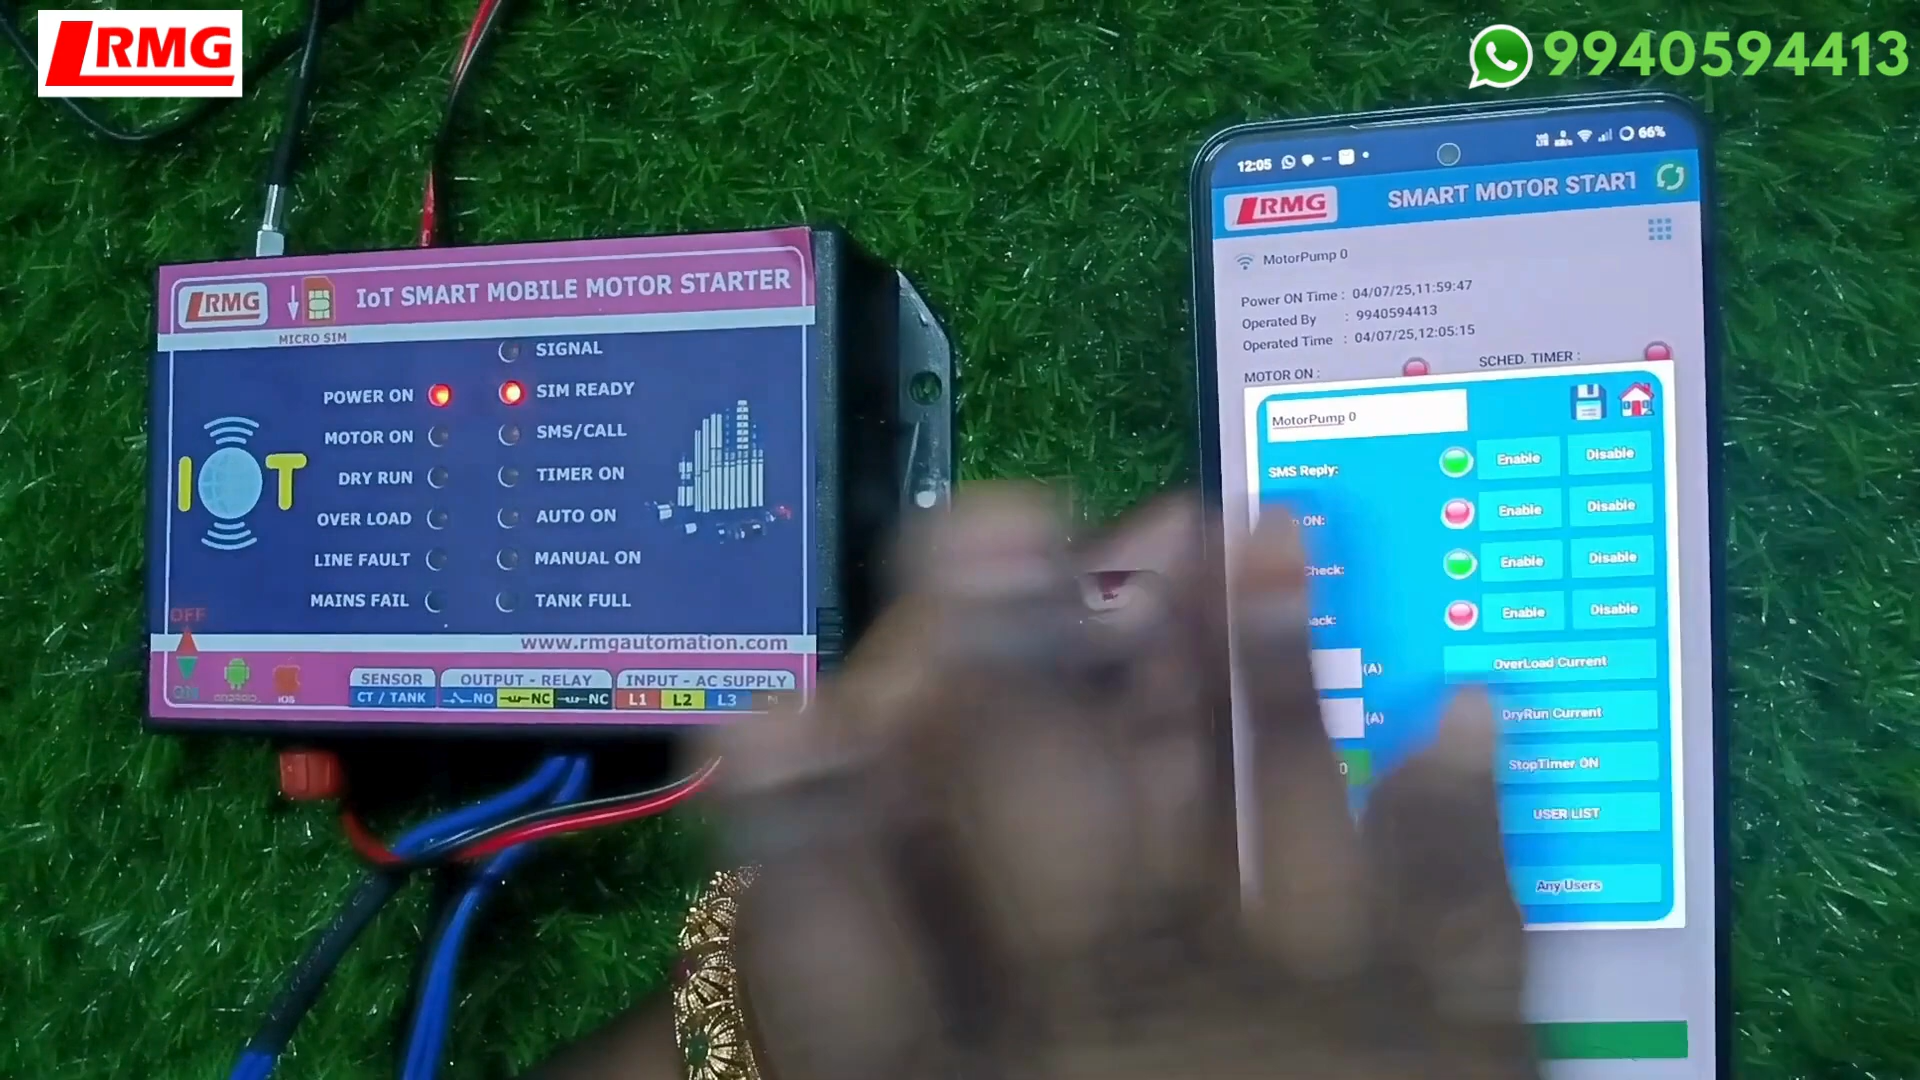 RMG
9940594413
RMG
MICRO SIM
IoT SMART MOBILE MOTOR STARTER
SIGNAL
POWER ON
SIM READY
MOTOR ON
SMS/CALL
DRY RUN
TIMER ON
OVER LOAD
AUTO ON
LINE FAULT
MANUAL ON
MAINS FAIL
TANK FULL
IOT
OFF
ON
www.rmgautomation.com
ANDROID
iOS
SENSOR
CT / TANK
OUTPUT - RELAY
NO NC NC
INPUT - AC SUPPLY
L1 L2 L3 N
12:05
66%
RMG
SMART MOTOR START
MotorPump 0
Power ON Time : 04/07/25,11:59:47
Operated By : 9940594413
Operated Time : 04/07/25,12:05:15
MOTOR ON :
SCHED. TIMER :
MotorPump 0
SMS Reply: Enable Disable
ON: Enable Disable
Check: Enable Disable
Enable Disable
(A) OverLoad Current
(A) DryRun Current
0 StopTimer ON
USER LIST
Any Users